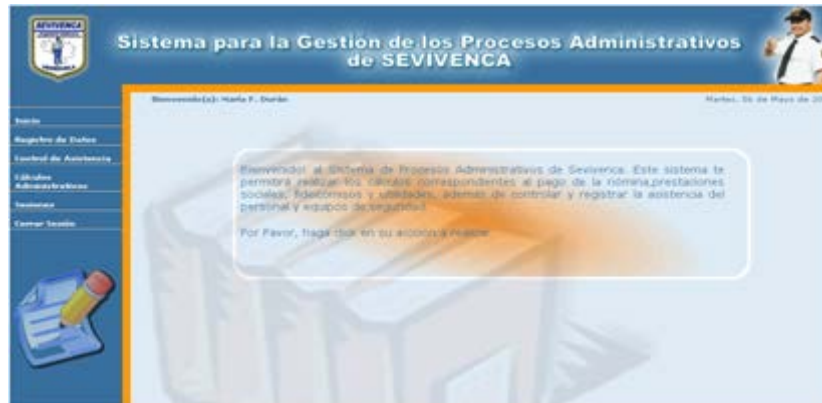 SEVIVENCA
Sistema para la Gestión de los Procesos Administrativos
de SEVIVENCA
Bienvenido(a): María F. Durán
Martes, 06 de Mayo de 20
Inicio
Registro de Datos
Control de Asistencia
Cálculos
Administrativos
Sesiones
Cerrar Sesión
Bienvenido! al Sistema de Procesos Administrativos de Sevivenca. Este sistema te
permitirá realizar los cálculos correspondientes al pago de la nómina,prestaciones
sociales, fideicomisos y utilidades, además de controlar y registrar la asistencia del
personal y equipos de seguridad.
Por Favor, haga click en su acción a realizar